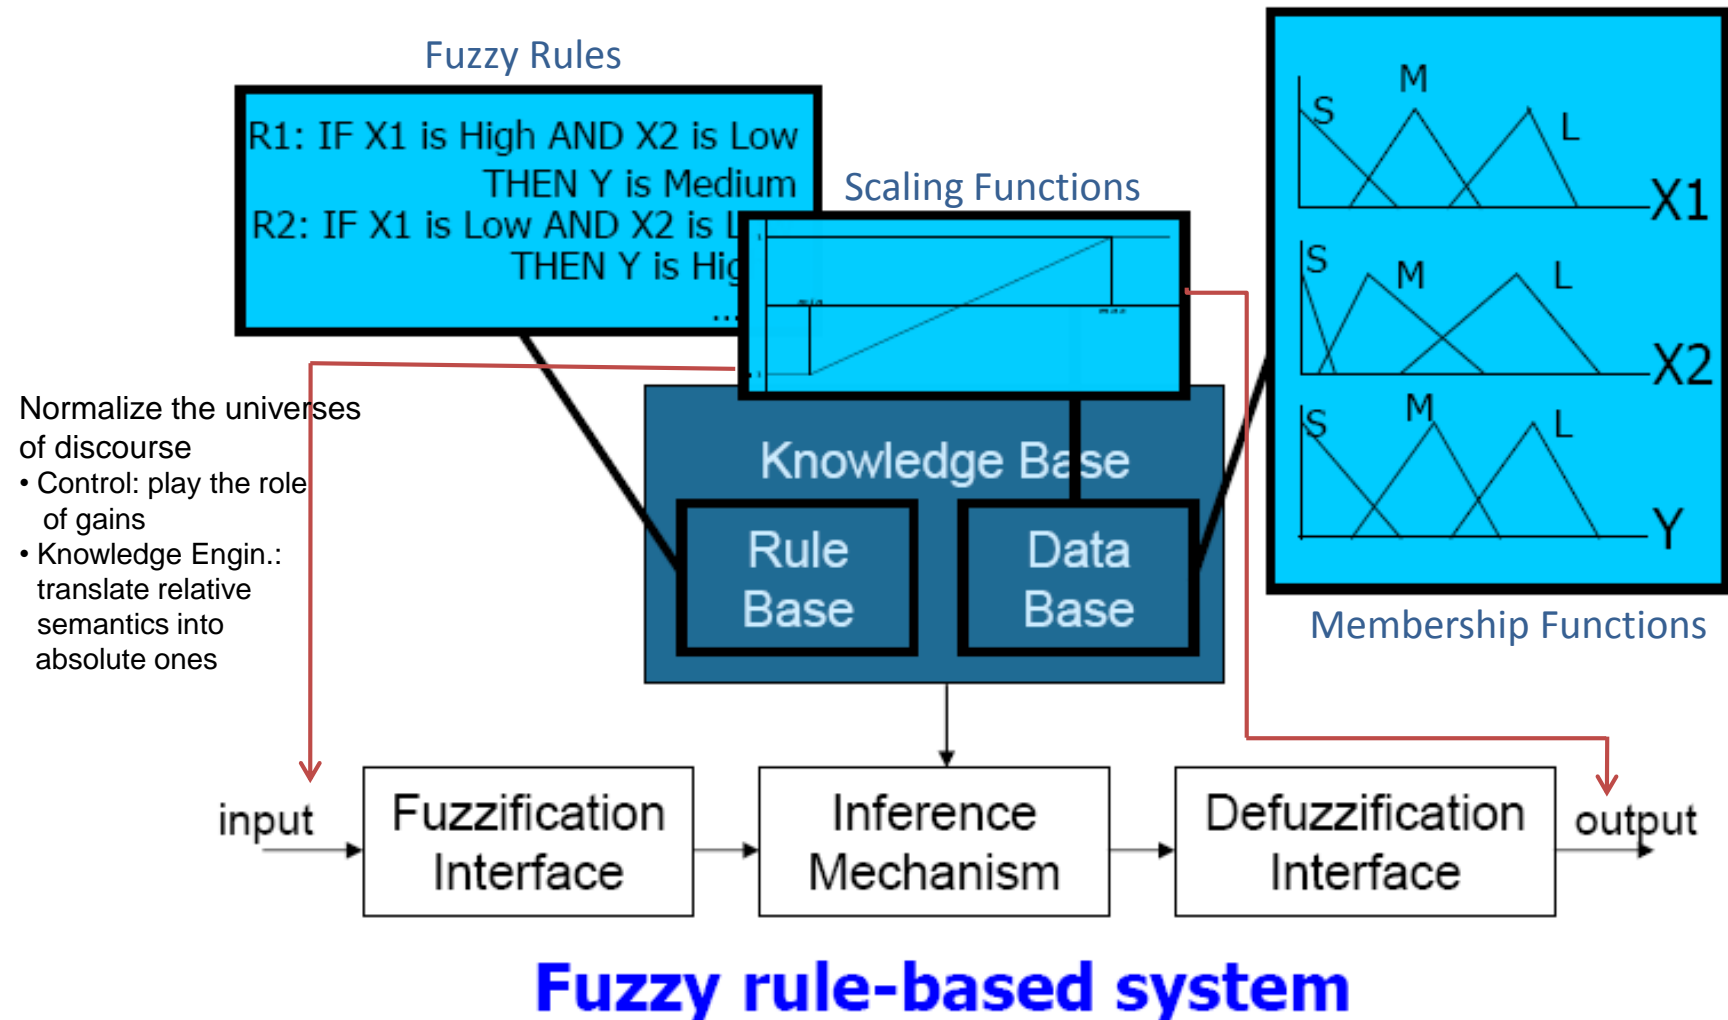 Fuzzy Rules
R1: IF X1 is High AND X2 is Low
THEN Y is Medium
R2: IF X1 is Low AND X2 is
THEN Y is
...
Scaling Functions
S
M
L
X1
S
M
L
X2
S
M
L
Y
Membership Functions
Normalize the universes
of discourse
• Control: play the role
of gains
• Knowledge Engin.:
translate relative
semantics into
absolute ones
Knowledge Base
Rule
Base
Data
Base
input
Fuzzification
Interface
Inference
Mechanism
Defuzzification
Interface
output
Fuzzy rule-based system